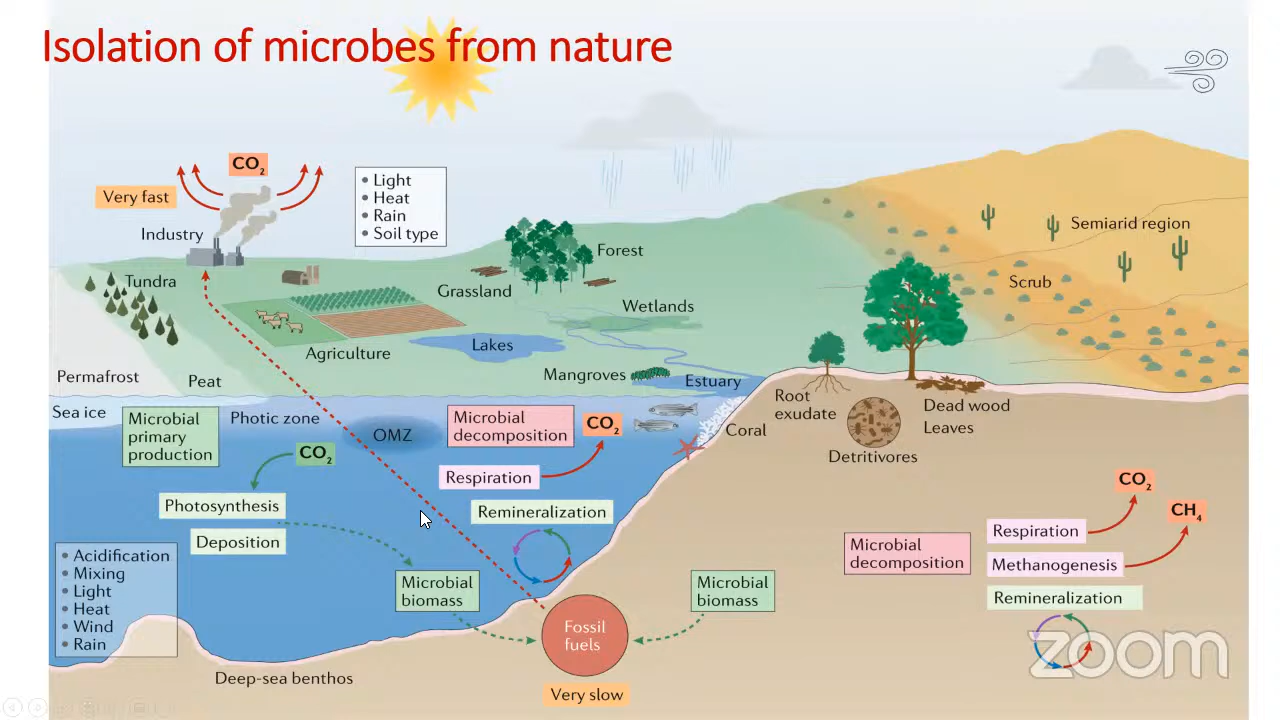 Isolation of microbes from nature
CO₂
Very fast
Industry
• Light
• Heat
• Rain
• Soil type
Forest
Semiarid region
Tundra
Grassland
Scrub
Wetlands
Agriculture
Lakes
Permafrost
Peat
Mangroves
Estuary
Sea ice
Photic zone
OMZ
Microbial
primary
production
CO₂
Microbial
decomposition
CO₂
Coral
Root
exudate
Dead wood
Leaves
Detritivores
Respiration
Photosynthesis
Remineralization
Deposition
• Acidification
• Mixing
• Light
• Heat
• Wind
• Rain
Microbial
biomass
Microbial
biomass
Fossil
fuels
Very slow
Deep-sea benthos
Microbial
decomposition
CO₂
CH₄
Respiration
Methanogenesis
Remineralization
zoom